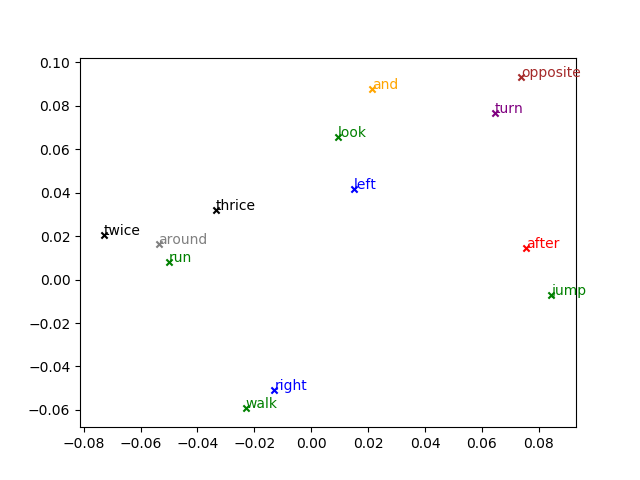 0.10
opposite
and
0.08
turn
look
0.06
left
0.04
thrice
twice
around
0.02
after
run
0.00
jump
−0.02
−0.04
right
walk
−0.06
−0.08 −0.06 −0.04 −0.02 0.00 0.02 0.04 0.06 0.08